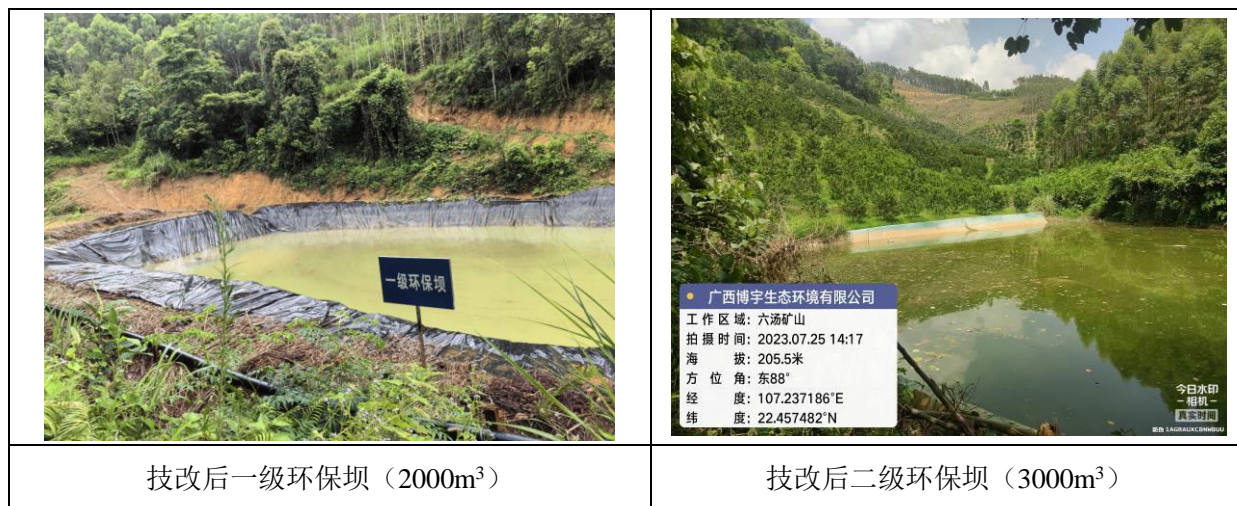 一级环保坝
广西博宇生态环境有限公司
工作区域：六汤矿山
拍摄时间：2023.07.25 14:17
海拔：205.5米
方位角：东88°
经度：107.237186°E
纬度：22.457482°N
今日水印
-相机-
真实时间
技改后一级环保坝（2000m³）
技改后二级环保坝（3000m³）